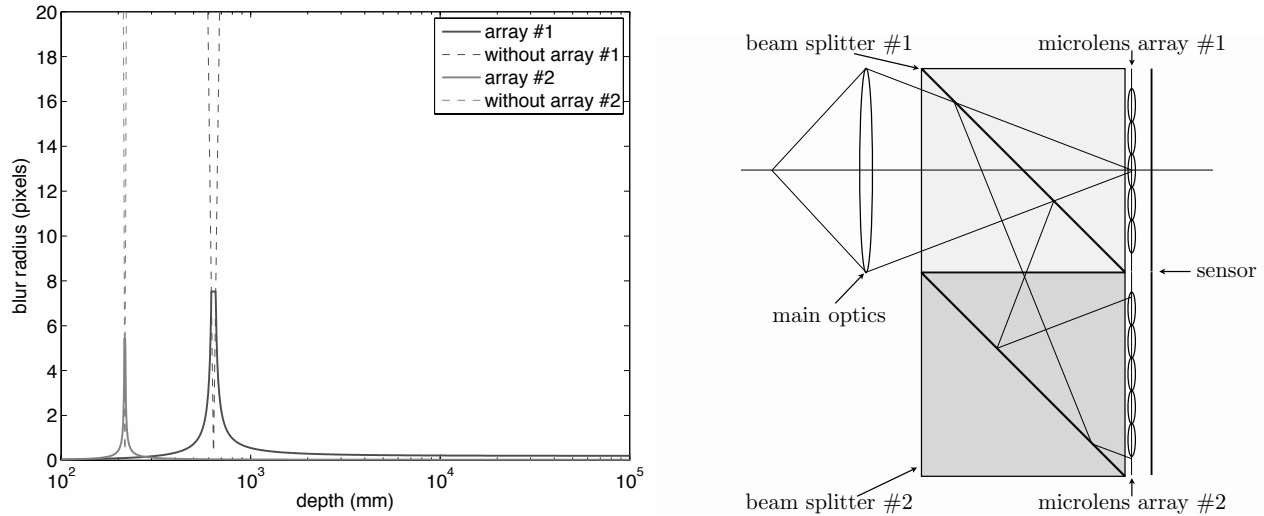 20
18
16
14
12
10
8
6
4
2
0
blur radius (pixels)
array #1
without array #1
array #2
without array #2
10^2
10^3
10^4
10^5
depth (mm)
beam splitter #1
microlens array #1
main optics
sensor
beam splitter #2
microlens array #2